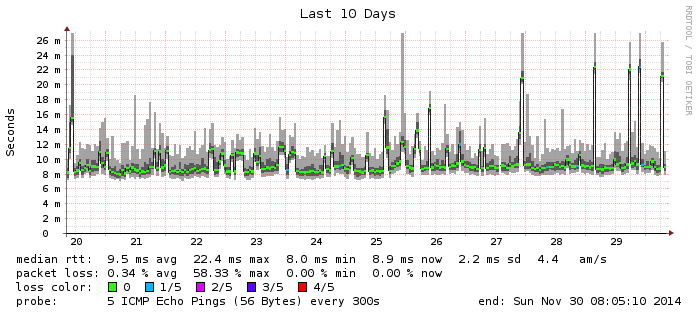 Last 10 Days
RRDTOOL / TOBI OETIKER
Seconds
26 m
24 m
22 m
20 m
18 m
16 m
14 m
12 m
10 m
8 m
6 m
4 m
2 m
0
20 21 22 23 24 25 26 27 28 29
median rtt: 9.5 ms avg 22.4 ms max 8.0 ms min 8.9 ms now 2.2 ms sd 4.4 am/s
packet loss: 0.34 % avg 58.33 % max 0.00 % min 0.00 % now
loss color: 0 1/5 2/5 3/5 4/5
probe: 5 ICMP Echo Pings (56 Bytes) every 300s end: Sun Nov 30 08:05:10 2014